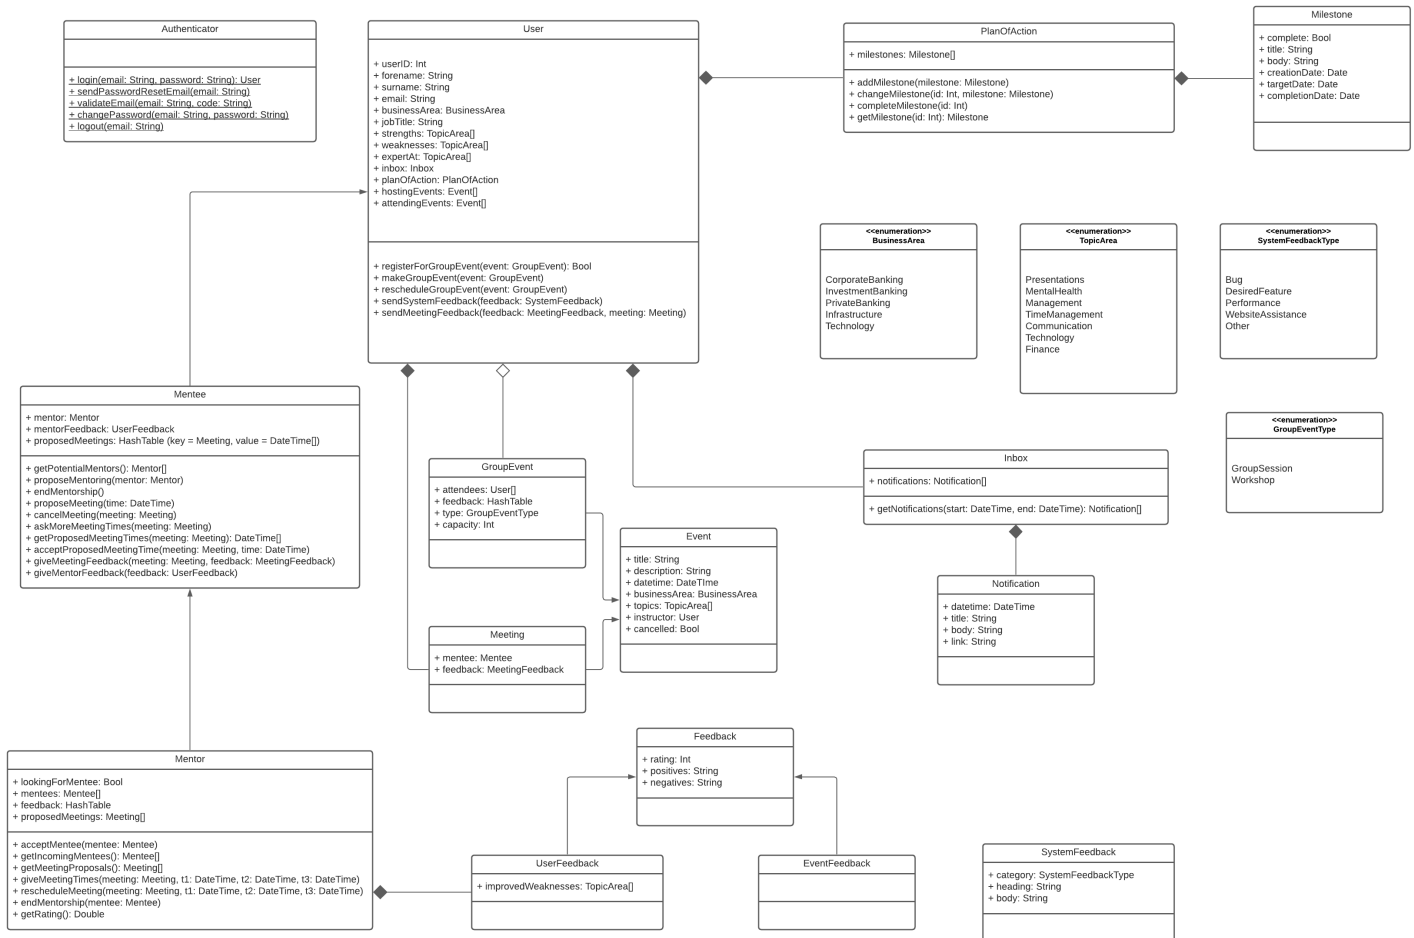 Authenticator
+ login(email: String, password: String): User
+ sendPasswordResetEmail(email: String)
+ validateEmail(email: String, code: String)
+ changePassword(email: String, password: String)
+ logout(email: String)
User
+ userID: Int
+ forename: String
+ surname: String
+ email: String
+ businessArea: BusinessArea
+ jobTitle: String
+ strengths: TopicArea[]
+ weaknesses: TopicArea[]
+ expertAt: TopicArea[]
+ inbox: Inbox
+ planOfAction: PlanOfAction
+ hostingEvents: Event[]
+ attendingEvents: Event[]
+ registerForGroupEvent(event: GroupEvent): Bool
+ makeGroupEvent(event: GroupEvent)
+ rescheduleGroupEvent(event: GroupEvent)
+ sendSystemFeedback(feedback: SystemFeedback)
+ sendMeetingFeedback(feedback: MeetingFeedback, meeting: Meeting)
PlanOfAction
+ milestones: Milestone[]
+ addMilestone(milestone: Milestone)
+ changeMilestone(id: Int, milestone: Milestone)
+ completeMilestone(id: Int)
+ getMilestone(id: Int): Milestone
Milestone
+ complete: Bool
+ title: String
+ body: String
+ creationDate: Date
+ targetDate: Date
+ completionDate: Date
<<enumeration>>
BusinessArea
CorporateBanking
InvestmentBanking
PrivateBanking
Infrastructure
Technology
<<enumeration>>
TopicArea
Presentations
MentalHealth
Management
TimeManagement
Communication
Technology
Finance
<<enumeration>>
SystemFeedbackType
Bug
DesiredFeature
Performance
WebsiteAssistance
Other
Mentee
+ mentor: Mentor
+ mentorFeedback: UserFeedback
+ proposedMeetings: HashTable (key = Meeting, value = DateTime[])
+ getPotentialMentors(): Mentor[]
+ proposeMentoring(mentor: Mentor)
+ endMentorship()
+ proposeMeeting(time: DateTime)
+ cancelMeeting(meeting: Meeting)
+ askMoreMeetingTimes(meeting: Meeting)
+ getProposedMeetingTimes(meeting: Meeting): DateTime[]
+ acceptProposedMeetingTime(meeting: Meeting, time: DateTime)
+ giveMeetingFeedback(meeting: Meeting, feedback: MeetingFeedback)
+ giveMentorFeedback(feedback: UserFeedback)
<<enumeration>>
GroupEventType
GroupSession
Workshop
GroupEvent
+ attendees: User[]
+ feedback: HashTable
+ type: GroupEventType
+ capacity: Int
Inbox
+ notifications: Notification[]
+ getNotifications(start: DateTime, end: DateTime): Notification[]
Event
+ title: String
+ description: String
+ datetime: DateTIme
+ businessArea: BusinessArea
+ topics: TopicArea[]
+ instructor: User
+ cancelled: Bool
Notification
+ datetime: DateTime
+ title: String
+ body: String
+ link: String
Meeting
+ mentee: Mentee
+ feedback: MeetingFeedback
Feedback
+ rating: Int
+ positives: String
+ negatives: String
Mentor
+ lookingForMentee: Bool
+ mentees: Mentee[]
+ feedback: HashTable
+ proposedMeetings: Meeting[]
+ acceptMentee(mentee: Mentee)
+ getIncomingMentees(): Mentee[]
+ getMeetingProposals(): Meeting[]
+ giveMeetingTimes(meeting: Meeting, t1: DateTime, t2: DateTime, t3: DateTime)
+ rescheduleMeeting(meeting: Meeting, t1: DateTime, t2: DateTime, t3: DateTime)
+ endMentorship(mentee: Mentee)
+ getRating(): Double
UserFeedback
+ improvedWeaknesses: TopicArea[]
EventFeedback
SystemFeedback
+ category: SystemFeedbackType
+ heading: String
+ body: String